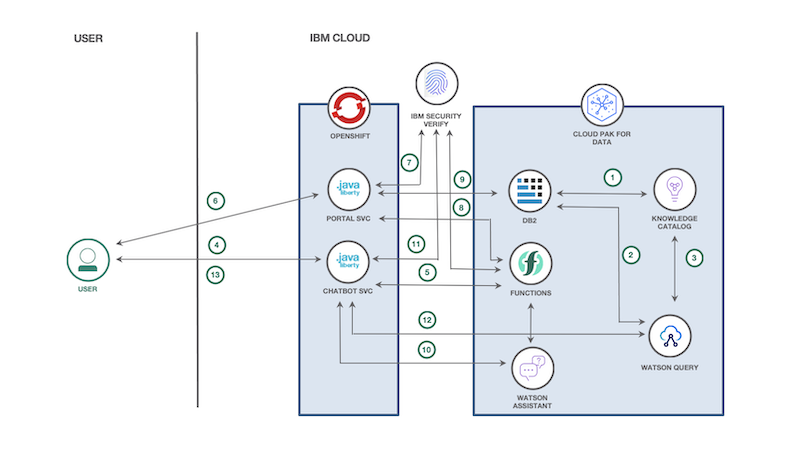 USER
IBM CLOUD
IBM SECURITY
VERIFY
OPENSHIFT
CLOUD PAK FOR
DATA
7
9
1
6
8
.java
liberty
PORTAL SVC
DB2
KNOWLEDGE
CATALOG
4
11
2
3
13
5
.java
liberty
USER
CHATBOT SVC
f
FUNCTIONS
12
10
?
WATSON QUERY
WATSON
ASSISTANT